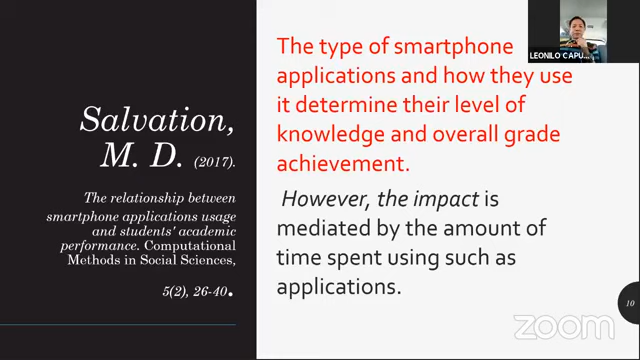 Salvation,
M. D. (2017).
The relationship between
smartphone applications usage
and students' academic
performance. Computational
Methods in Social Sciences,
5(2), 26-40.
The type of smartphone
applications and how they use
it determine their level of
knowledge and overall grade
achievement.
However, the impact is
mediated by the amount of
time spent using such as
applications.
LEONILO CAPU...
10
zoom